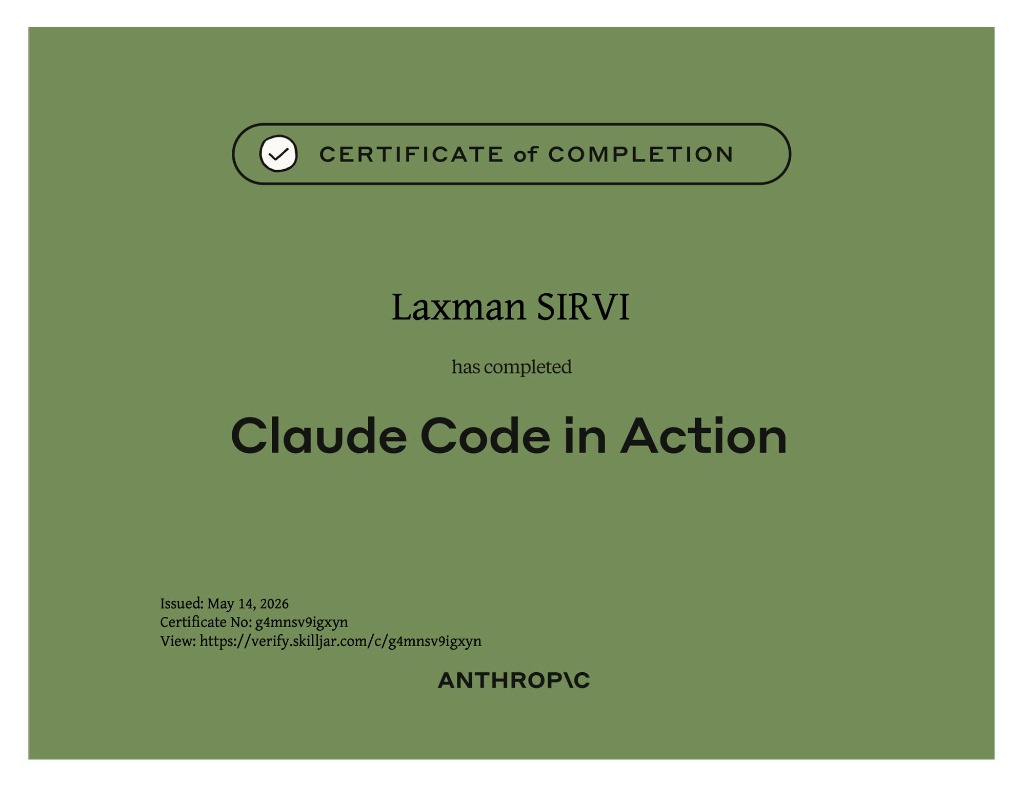 CERTIFICATE of COMPLETION
Laxman SIRVI
has completed
Claude Code in Action
Issued: May 14, 2026
Certificate No: g4mnsv9igxyn
View: https://verify.skilljar.com/c/g4mnsv9igxyn
ANTHROP\C